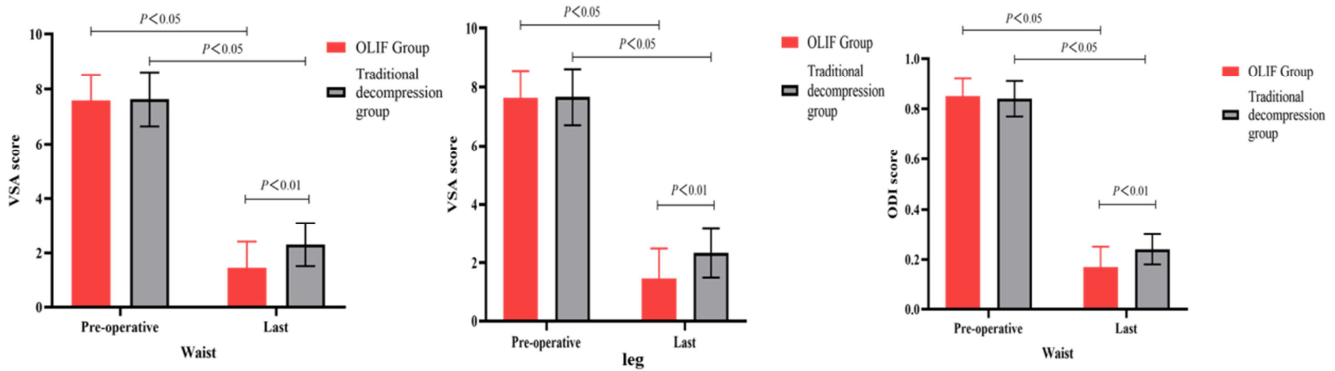 P<0.05
P<0.05
P<0.01
10
8
6
4
2
0
VSA score
OLIF Group
Traditional
decompression
group
Pre-operative
Last
Waist
P<0.05
P<0.05
P<0.01
10
8
6
4
2
0
VSA score
OLIF Group
Traditional
decompression
group
Pre-operative
Last
leg
P<0.05
P<0.05
P<0.01
1.0
0.8
0.6
0.4
0.2
0.0
ODI score
OLIF Group
Traditional
decompression
group
Pre-operative
Last
Waist